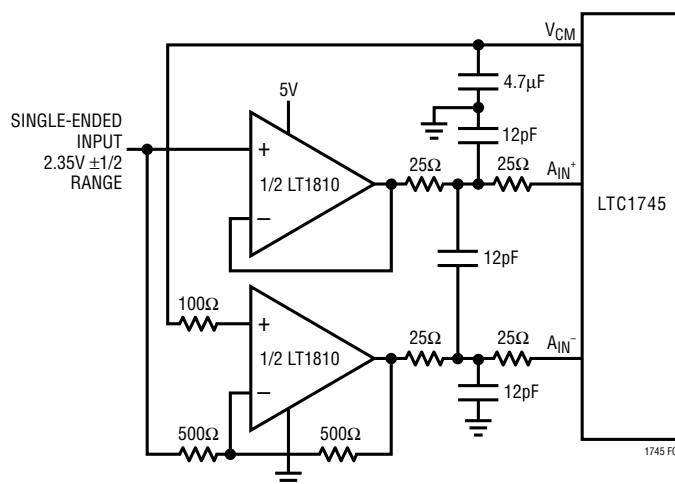 VCM
4.7µF
5V
SINGLE-ENDED
INPUT
2.35V ±1/2
RANGE
12pF
+
1/2 LT1810
–
25Ω
25Ω
AIN+
LTC1745
12pF
100Ω
+
1/2 LT1810
–
25Ω
25Ω
AIN–
12pF
500Ω
500Ω